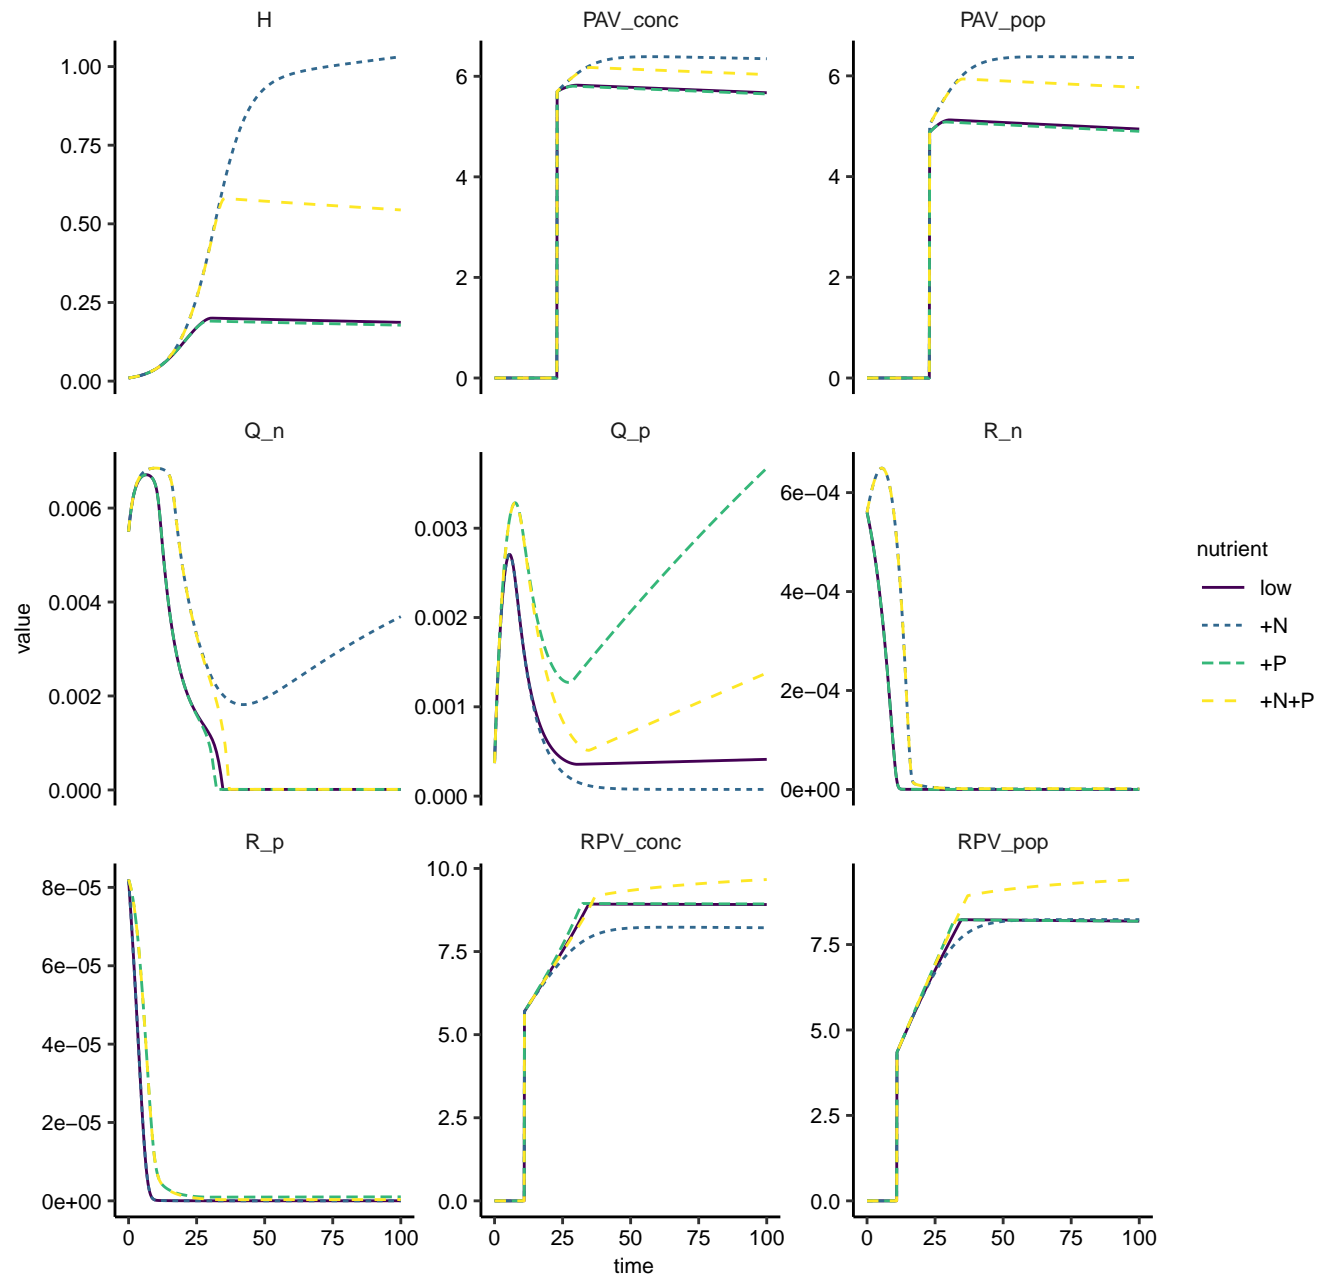 H
PAV_conc
PAV_pop
1.00
0.75
0.50
0.25
0.00
6
4
2
0
6
4
2
0
Q_n
Q_p
R_n
0.006
0.004
0.002
0.000
0.003
0.002
0.001
0.000
6e−04
4e−04
2e−04
0e+00
value
nutrient
low
+N
+P
+N+P
R_p
RPV_conc
RPV_pop
8e−05
6e−05
4e−05
2e−05
0e+00
10.0
7.5
5.0
2.5
0.0
7.5
5.0
2.5
0.0
0 25 50 75 100
0 25 50 75 100
0 25 50 75 100
time